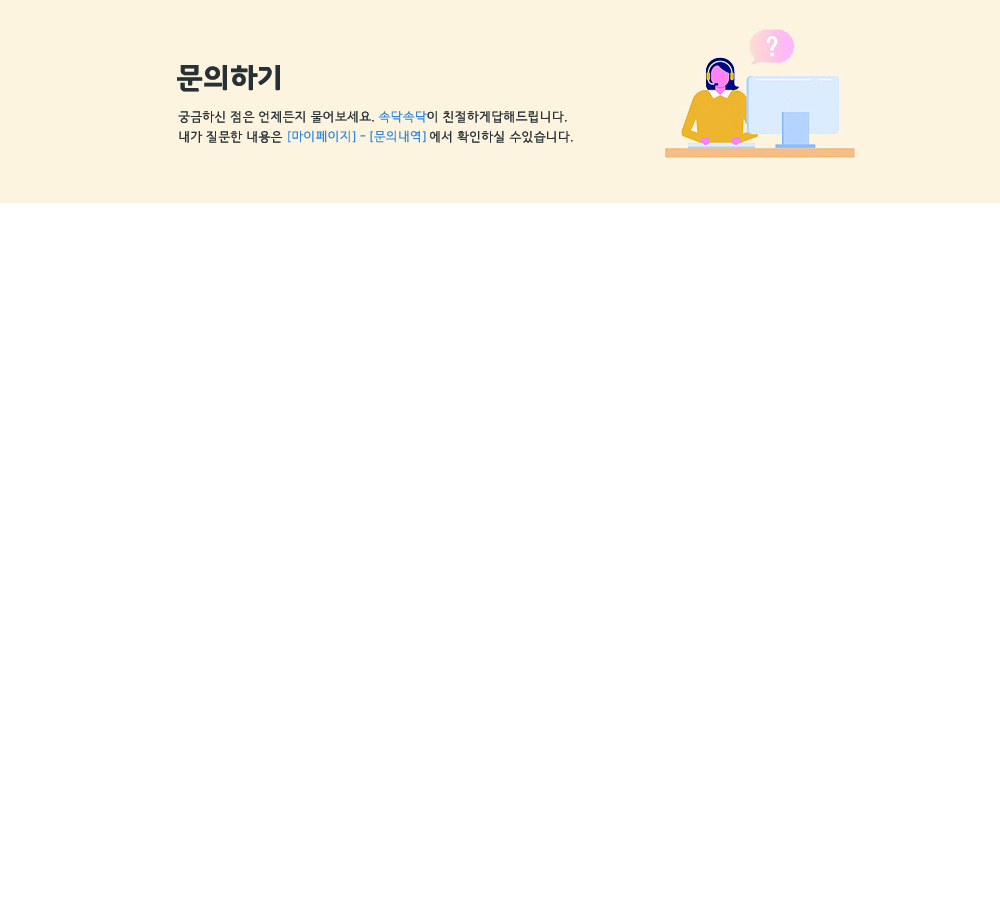 ?
문의하기
궁금하신 점은 언제든지 물어보세요. 속닥속닥이 친절하게답해드립니다.
내가 질문한 내용은 [마이페이지] - [문의내역] 에서 확인하실 수있습니다.